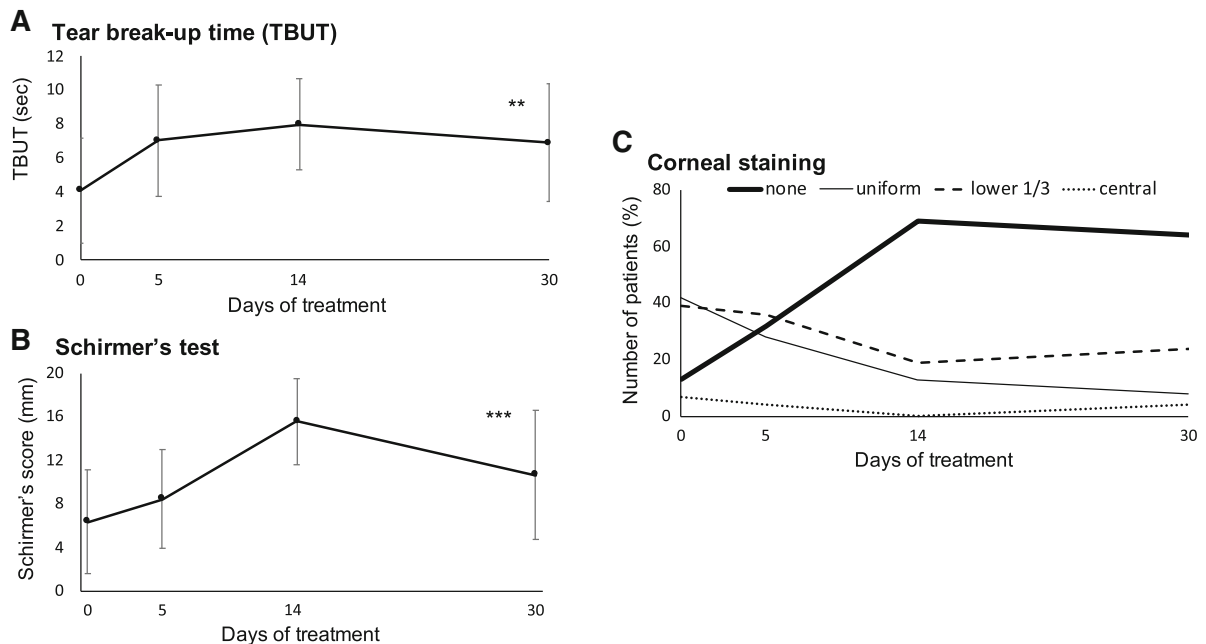 A Tear break-up time (TBUT)
12
10
8
6
4
2
0
TBUT (sec)
**
0 5 14 30
Days of treatment
B Schirmer’s test
20
16
12
8
4
0
Schirmer’s score (mm)
***
0 5 14 30
Days of treatment
C Corneal staining
none uniform lower 1/3 central
80
60
40
20
0
Number of patients (%)
0 5 14 30
Days of treatment